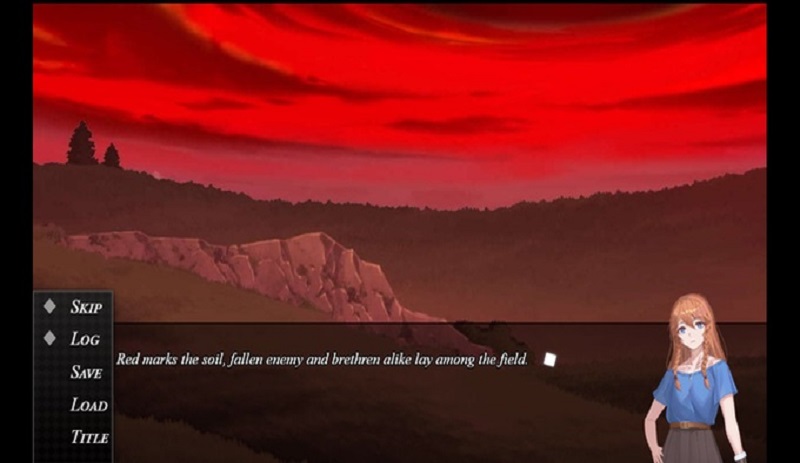 SKIP
LOG
Red marks the soil, fallen enemy and brethren alike lay among the field.
SAVE
LOAD
TITLE